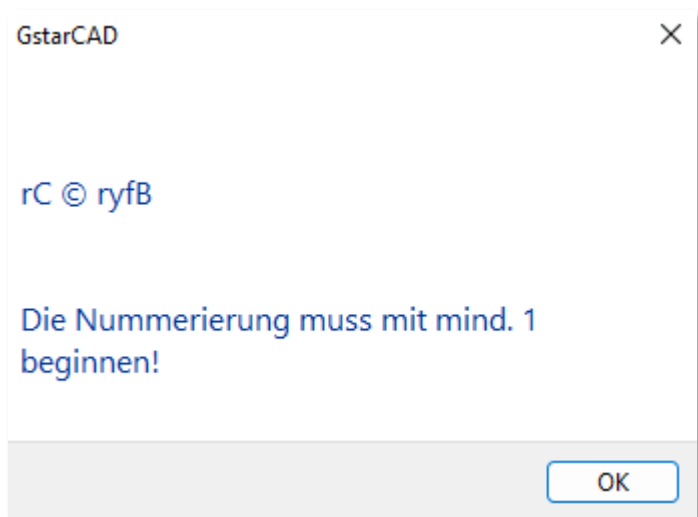 GstarCAD
rC © ryfB
Die Nummerierung muss mit mind. 1
beginnen!
OK